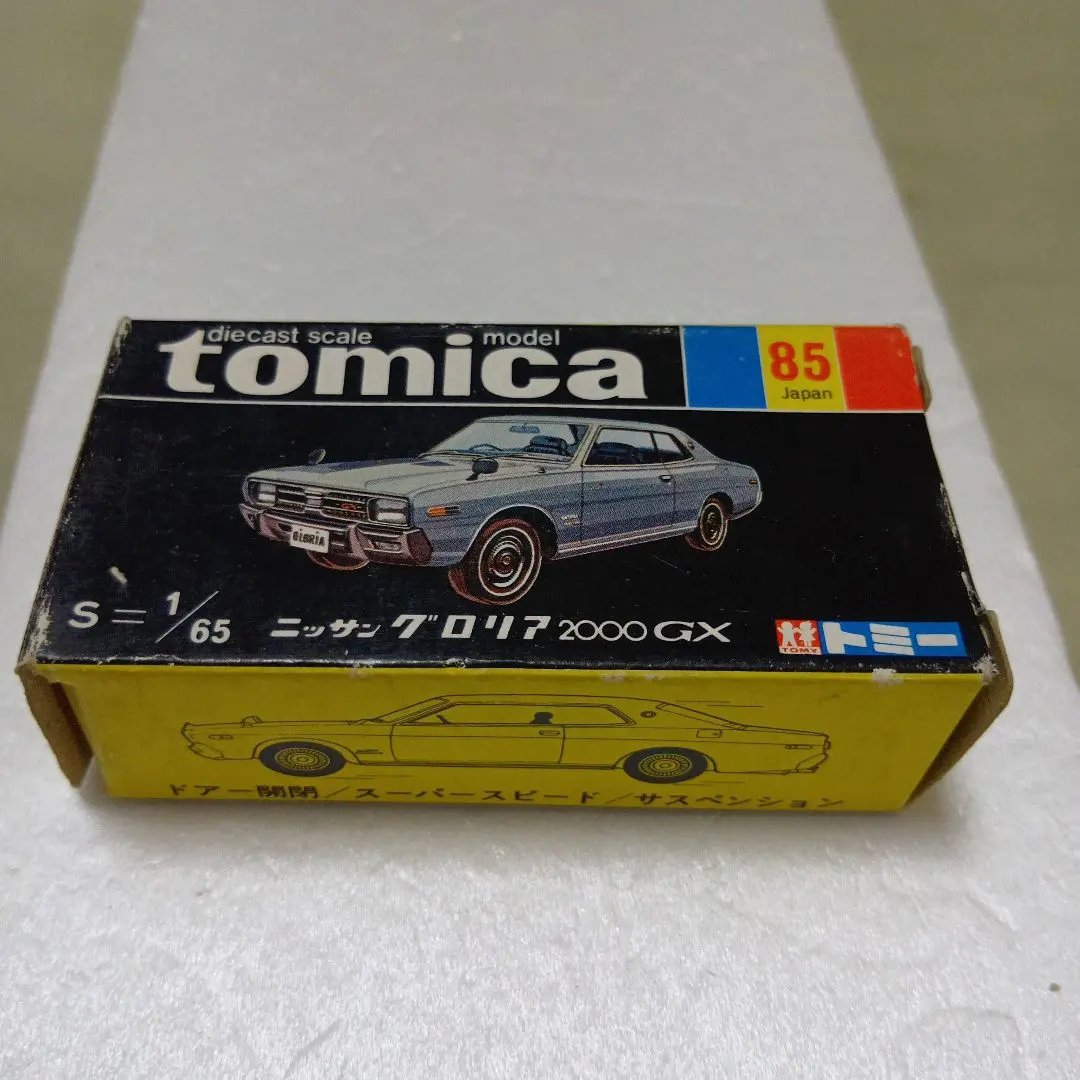 diecast scale model
tomica
85
Japan
GLORIA
S=1/65
ニッサン グロリア 2000 GX
TOMY
トミー
ドアー開閉/スーパースピード/サスペンション